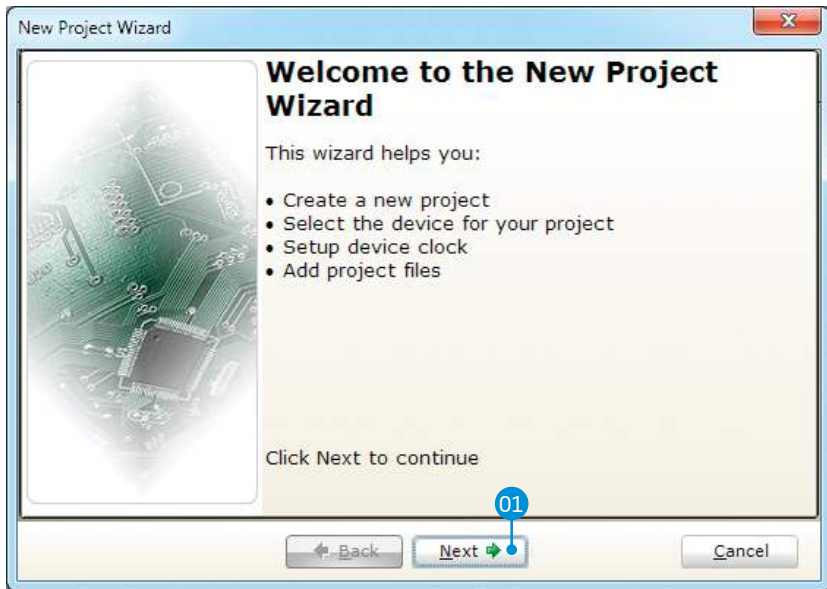 New Project Wizard
Welcome to the New Project
Wizard
This wizard helps you:
• Create a new project
• Select the device for your project
• Setup device clock
• Add project files
Click Next to continue
01
Back
Next
Cancel